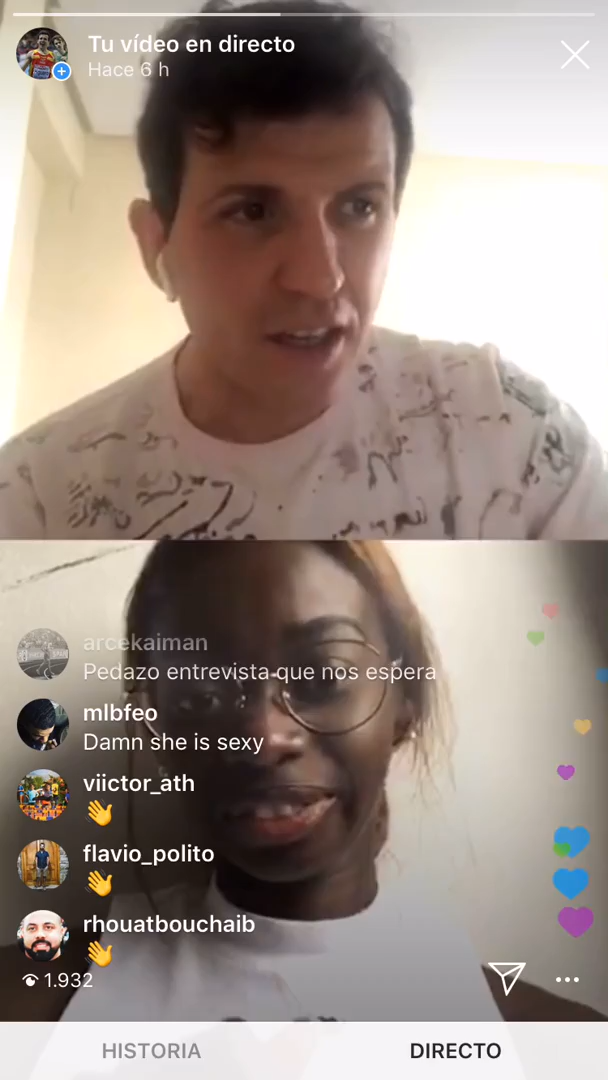 Tu vídeo en directo
Hace 6 h
arcekaiman
Pedazo entrevista que nos espera
mlbfeo
Damn she is sexy
viictor_ath
👋
flavio_polito
👋
rhouatbouchaib
👋
1.932
HISTORIA
DIRECTO